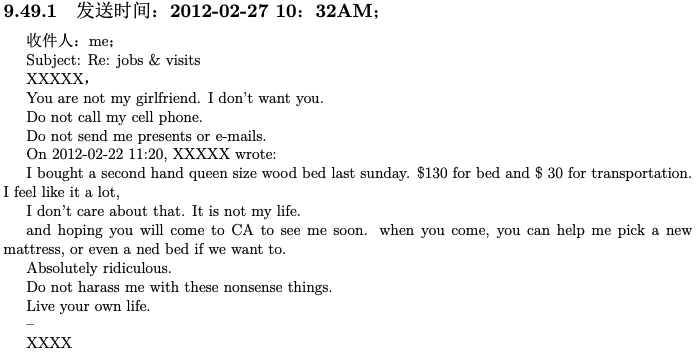 9.49.1 发送时间：2012-02-27 10：32AM；
收件人：me；
Subject: Re: jobs & visits
XXXXX，
You are not my girlfriend. I don't want you.
Do not call my cell phone.
Do not send me presents or e-mails.
On 2012-02-22 11:20, XXXXX wrote:
I bought a second hand queen size wood bed last sunday. $130 for bed and $ 30 for transportation.
I feel like it a lot,
I don't care about that. It is not my life.
and hoping you will come to CA to see me soon. when you come, you can help me pick a new
mattress, or even a ned bed if we want to.
Absolutely ridiculous.
Do not harass me with these nonsense things.
Live your own life.
–
XXXX